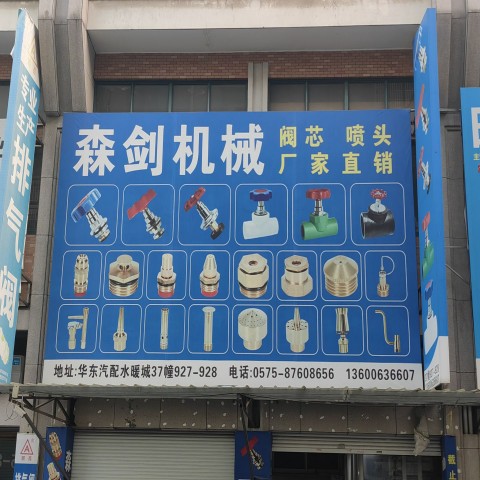 森剑机械
阀芯 喷头
厂家直销
地址:华东汽配水暖城37幢927-928 电话:0575-87608656 13600636607
专业生产
排气阀